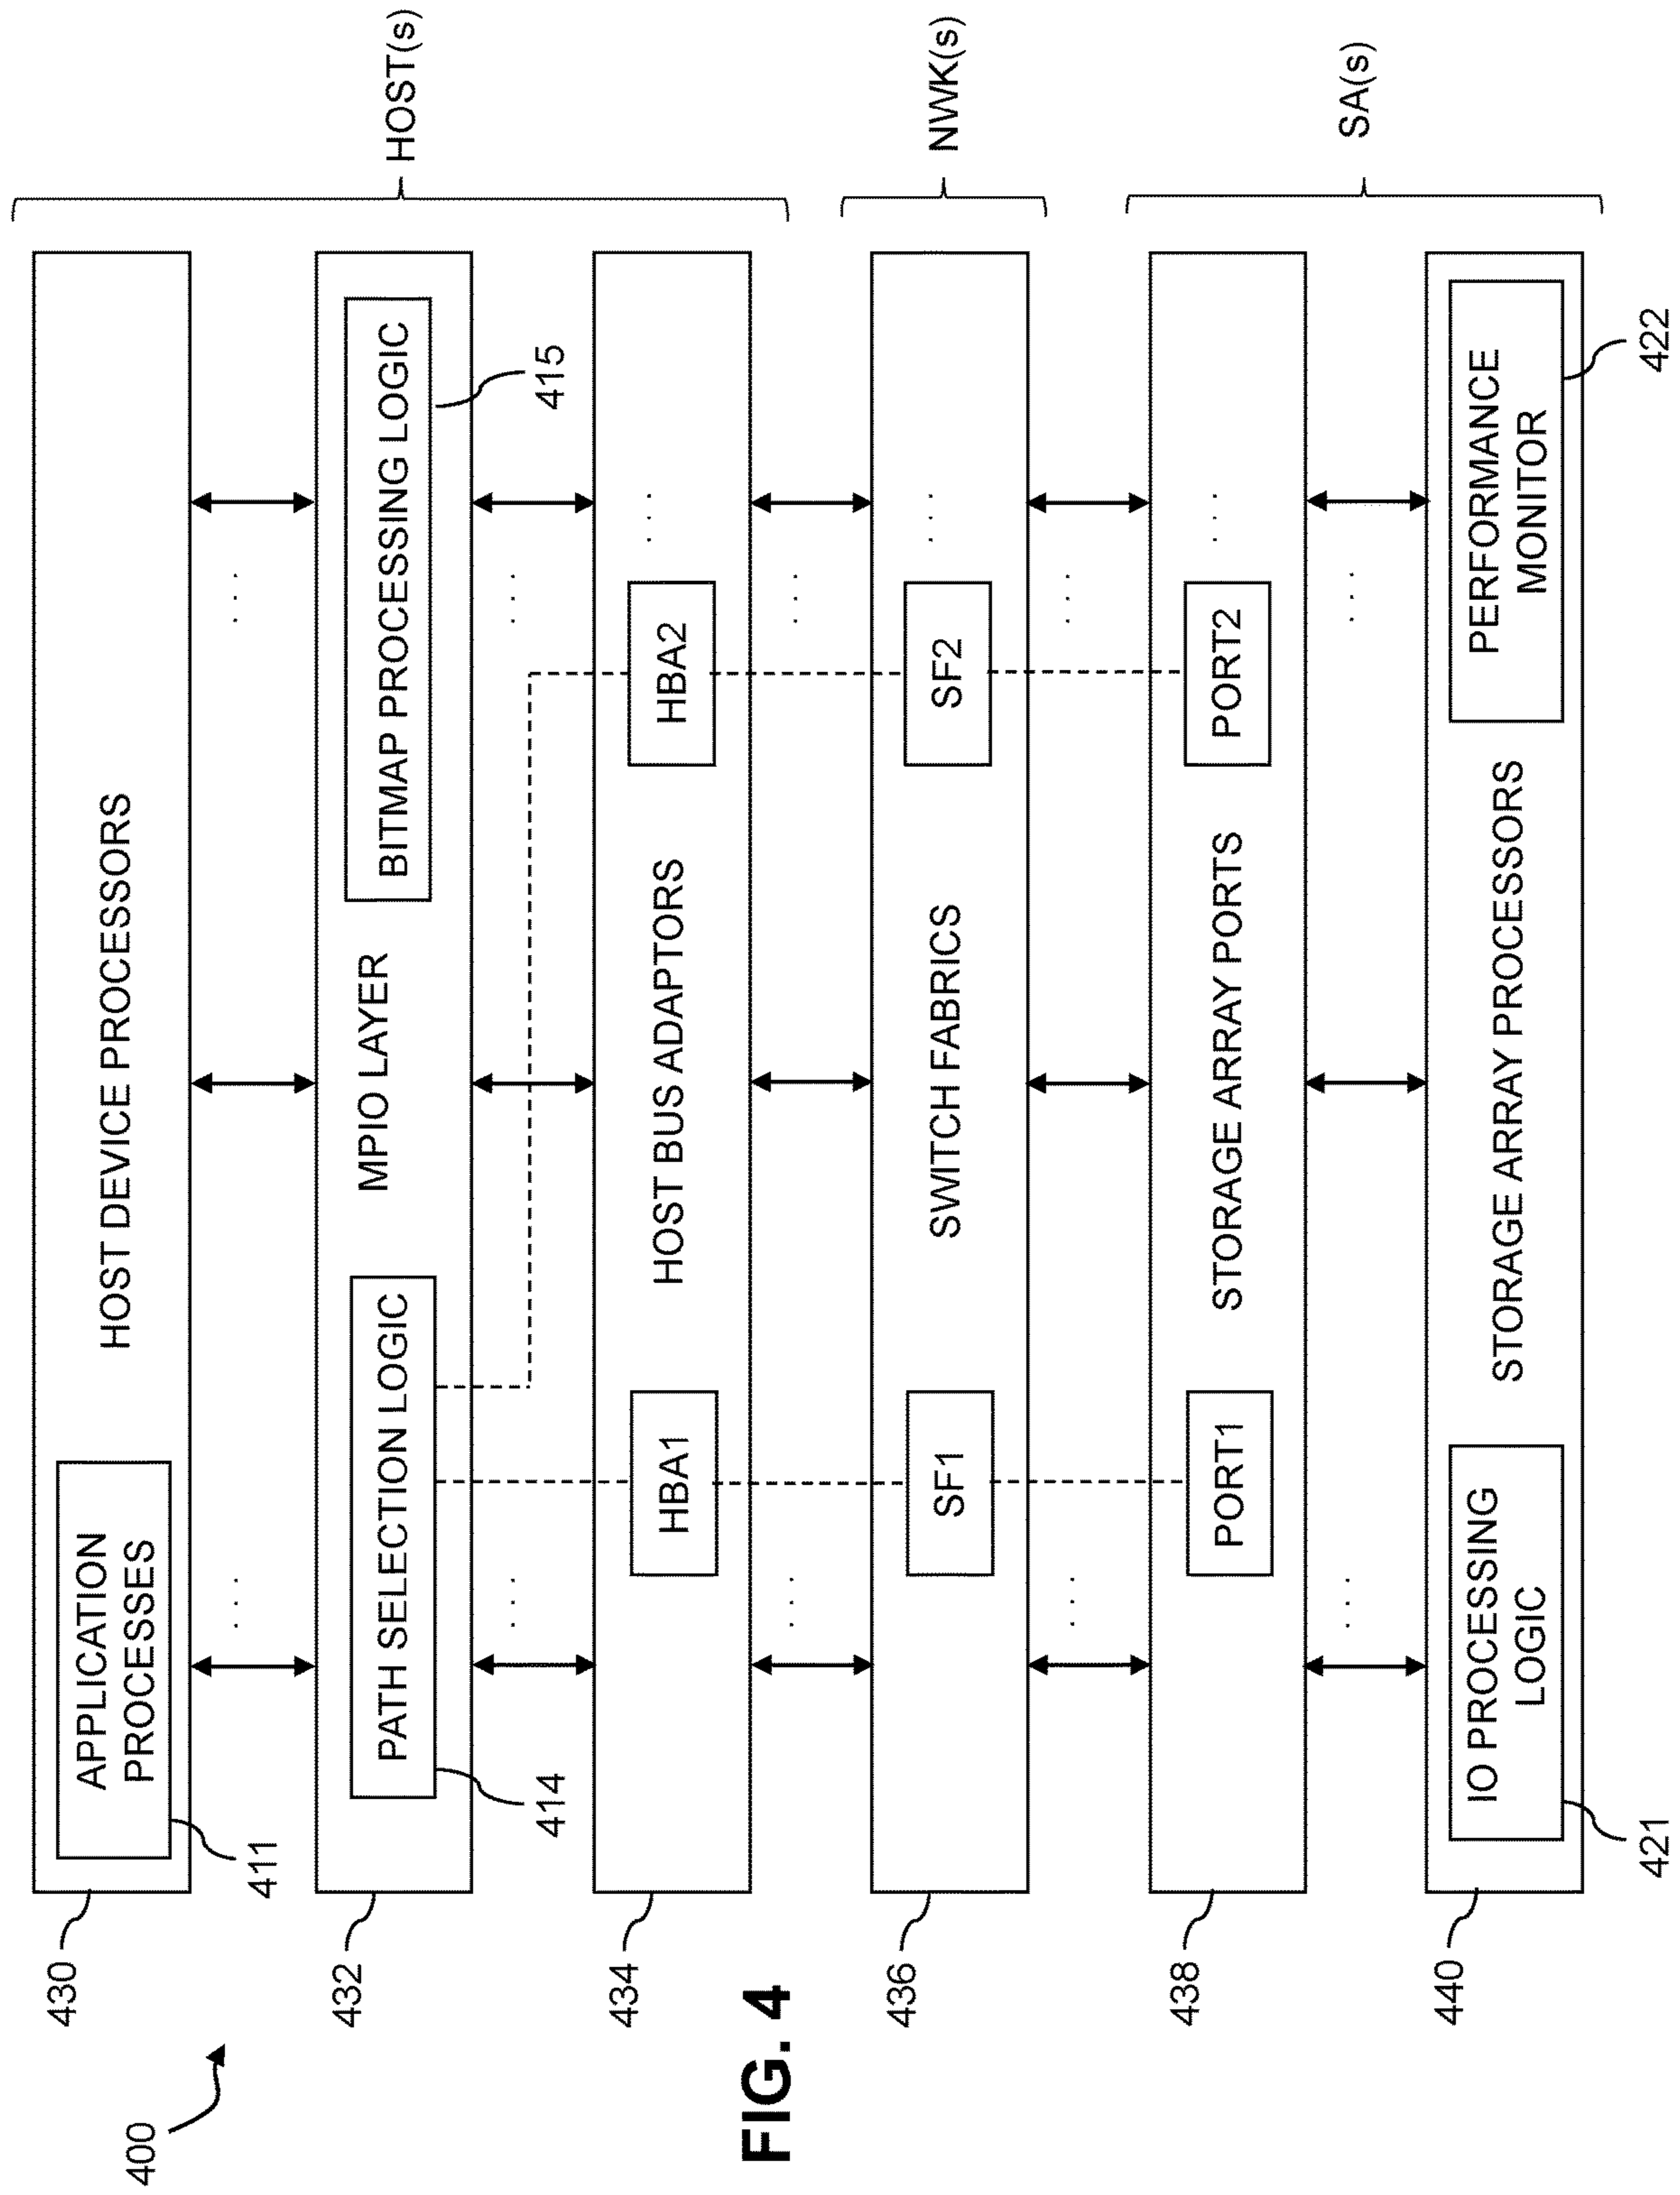 400
430
HOST DEVICE PROCESSORS
APPLICATION
PROCESSES
411
HOST(s)
432
PATH SELECTION LOGIC
414
MPIO LAYER
BITMAP PROCESSING LOGIC
415
434
HBA1
HOST BUS ADAPTORS
HBA2
436
SF1
SWITCH FABRICS
SF2
NWK(s)
438
PORT1
STORAGE ARRAY PORTS
PORT2
SA(s)
440
IO PROCESSING
LOGIC
421
STORAGE ARRAY PROCESSORS
PERFORMANCE
MONITOR
422
FIG. 4